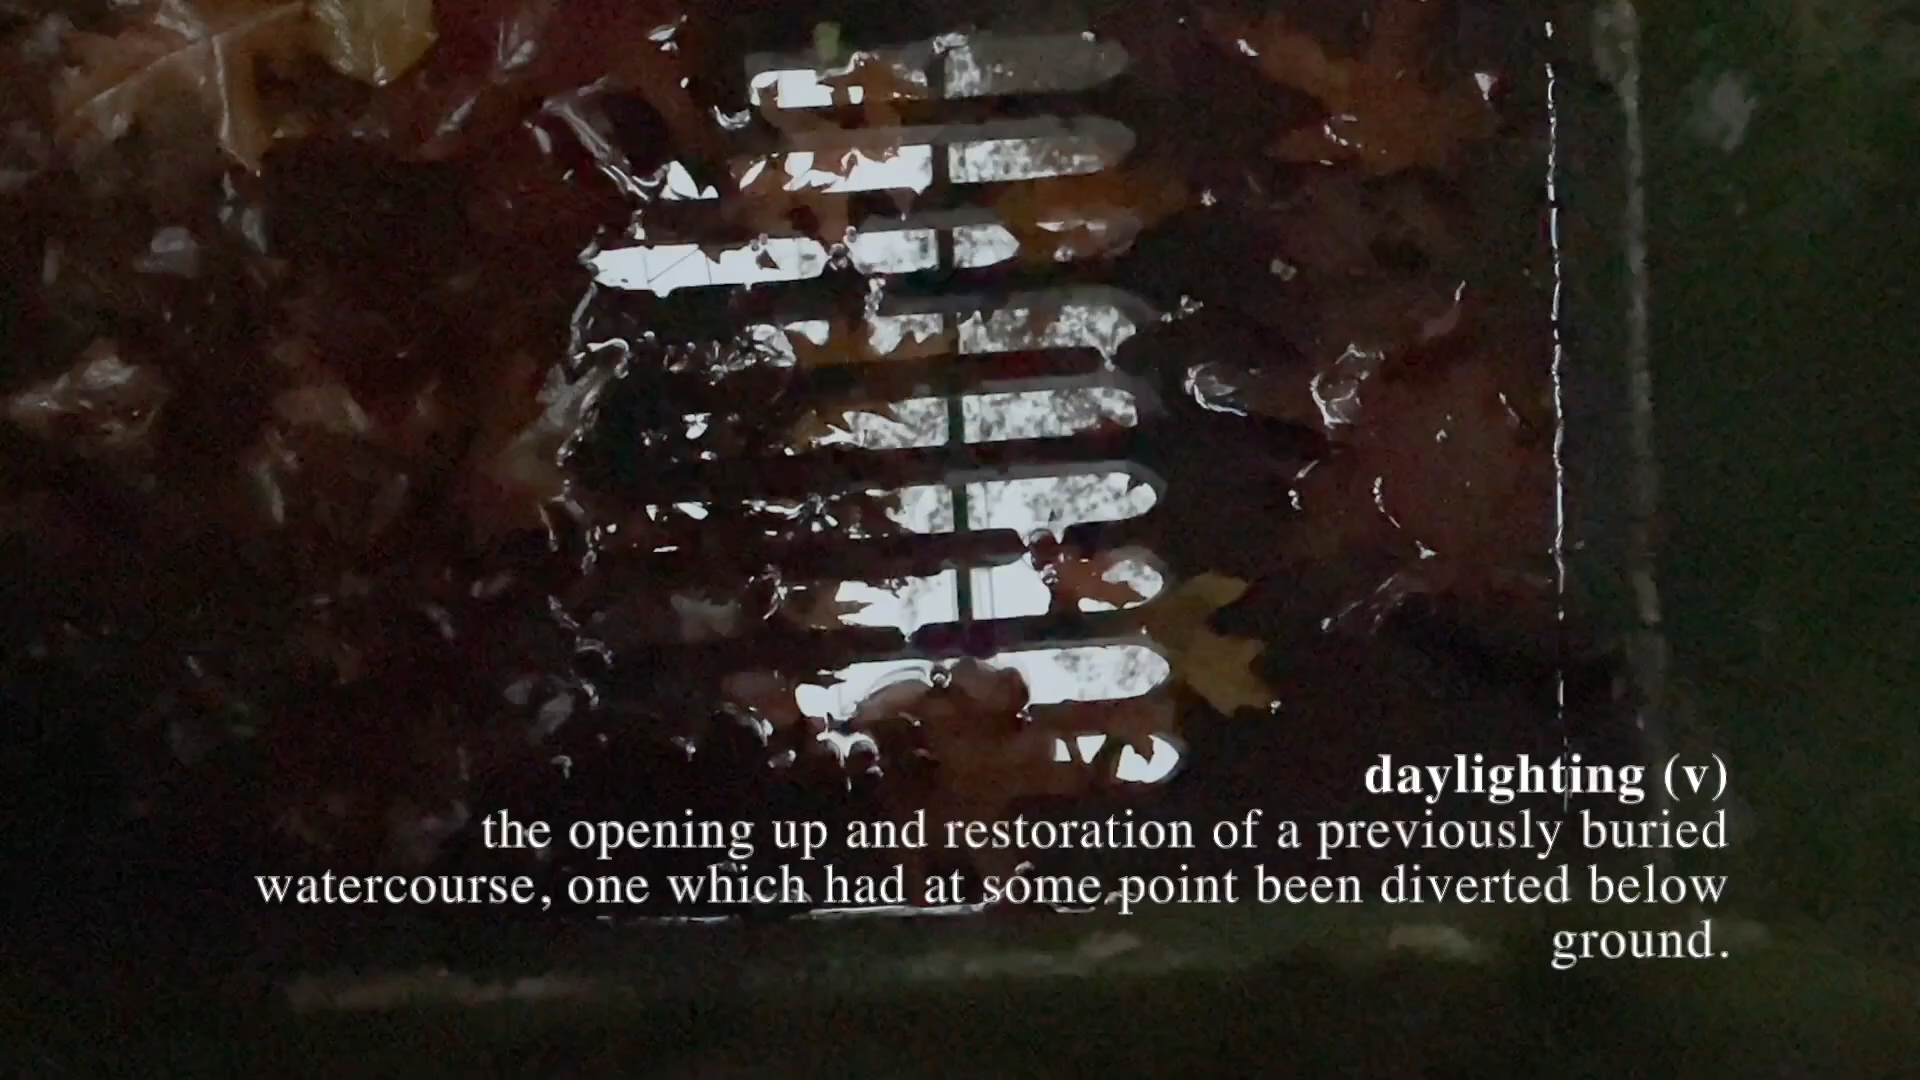 daylighting (v)
the opening up and restoration of a previously buried
watercourse, one which had at some point been diverted below
ground.